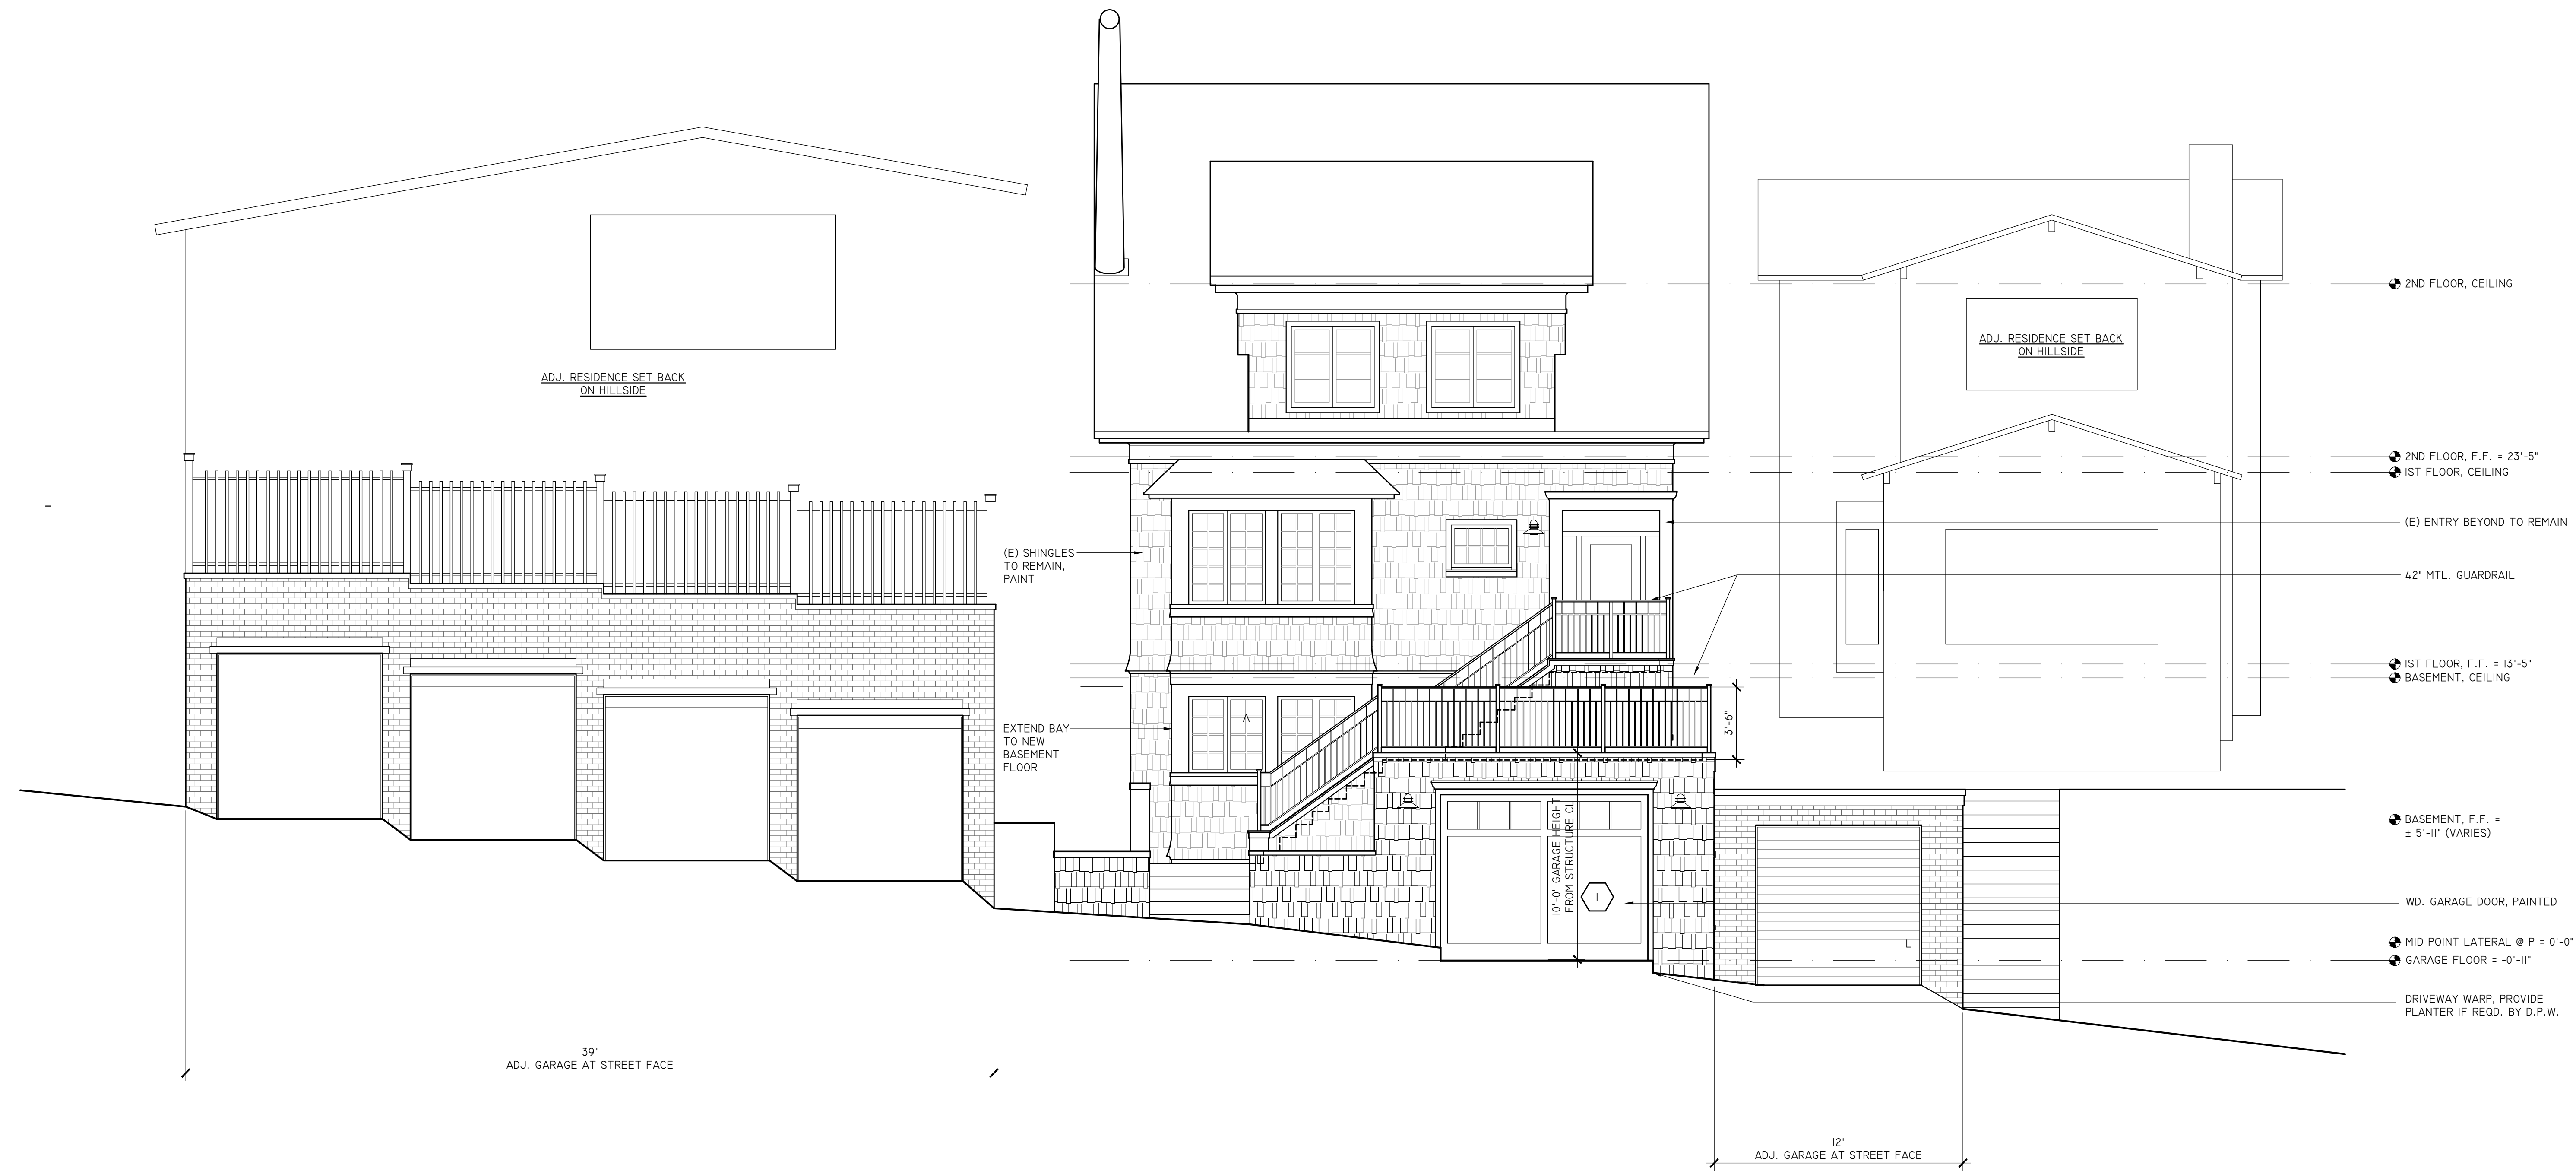 ADJ. RESIDENCE SET BACK
ON HILLSIDE
ADJ. RESIDENCE SET BACK
ON HILLSIDE
2ND FLOOR, CEILING
2ND FLOOR, F.F. = 23'-5"
1ST FLOOR, CEILING
(E) ENTRY BEYOND TO REMAIN
(E) SHINGLES
TO REMAIN,
PAINT
42" MTL. GUARDRAIL
1ST FLOOR, F.F. = 13'-5"
BASEMENT, CEILING
EXTEND BAY
TO NEW
BASEMENT
FLOOR
A
3'-6"
10'-0" GARAGE HEIGHT
FROM STRUCTURE CL
1
BASEMENT, F.F. =
± 5'-11" (VARIES)
WD. GARAGE DOOR, PAINTED
L
MID POINT LATERAL @ P = 0'-0"
GARAGE FLOOR = -0'-11"
DRIVEWAY WARP, PROVIDE
PLANTER IF REQD. BY D.P.W.
39'
ADJ. GARAGE AT STREET FACE
12'
ADJ. GARAGE AT STREET FACE